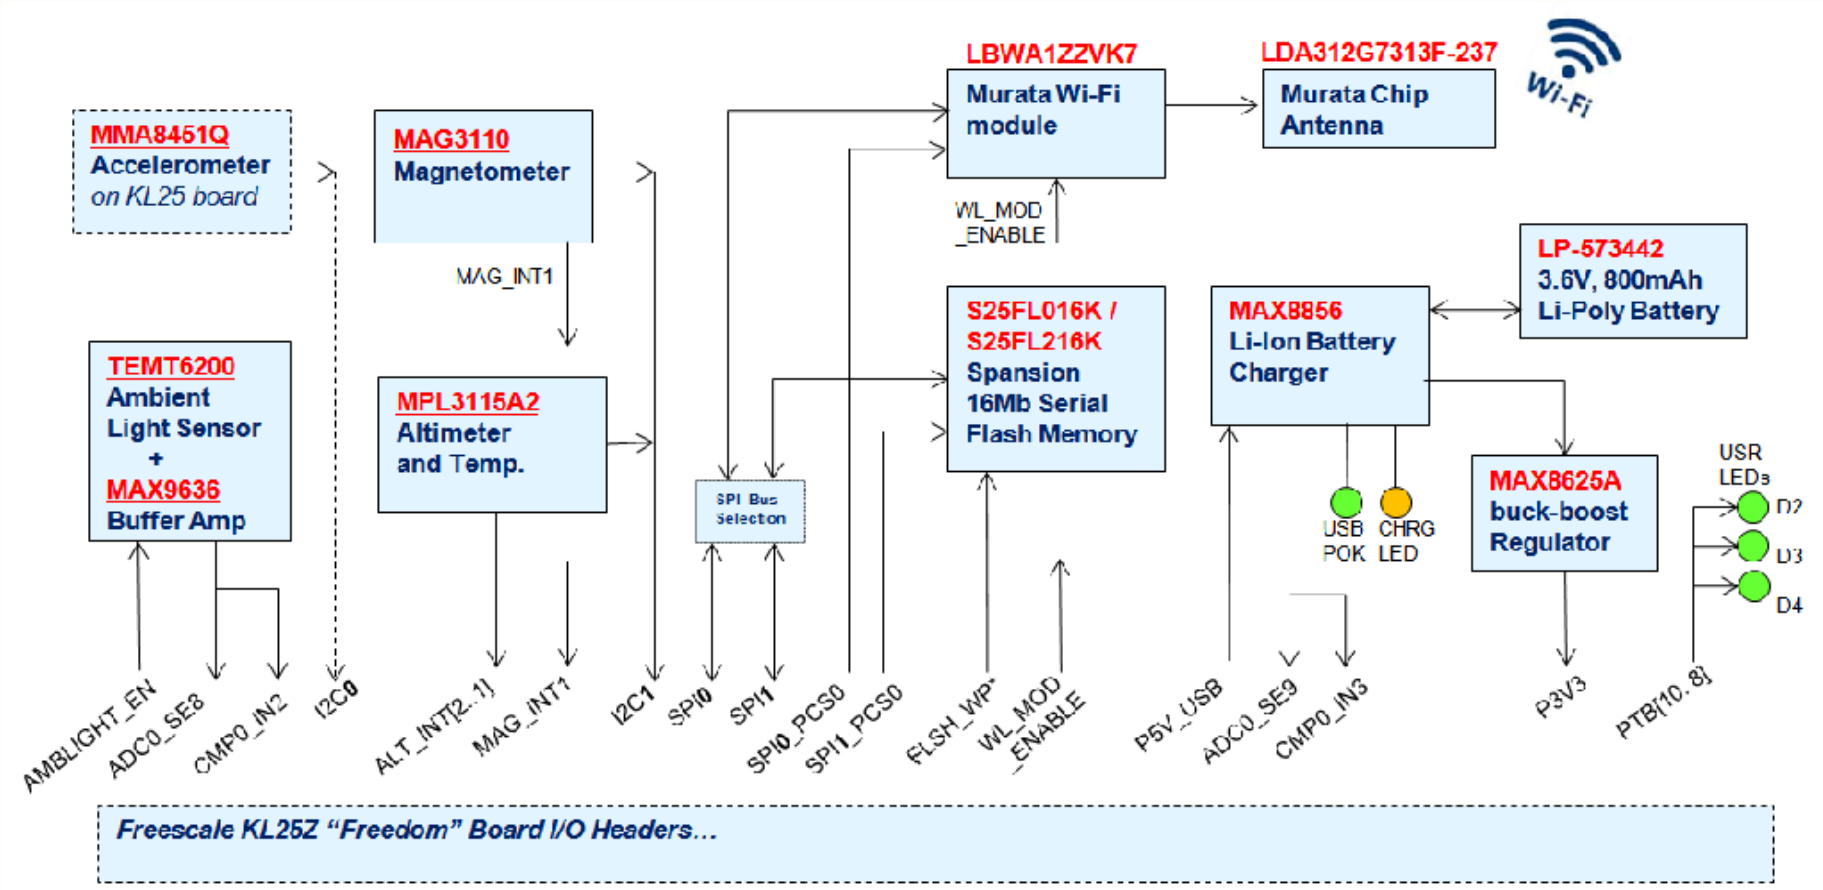 LBWA1ZZVK7
Murata Wi-Fi
module
LDA312G7313F-237
Murata Chip
Antenna
Wi-Fi
MMA8451Q
Accelerometer
on KL25 board
MAG3110
Magnetometer
WL_MOD
_ENABLE
MAG_INT1
LP-573442
3.6V, 800mAh
Li-Poly Battery
S25FL016K /
S25FL216K
Spansion
16Mb Serial
Flash Memory
MAX8856
Li-Ion Battery
Charger
TEMT6200
Ambient
Light Sensor
+
MAX9636
Buffer Amp
MPL3115A2
Altimeter
and Temp.
SPI Bus
Selection
USB
POK
CHRG
LED
MAX8625A
buck-boost
Regulator
USR
LEDs
D2
D3
D4
AMBLIGHT_EN
ADC0_SE8
CMP0_IN2
I2C0
ALT_INT[2..1]
MAG_INT1
I2C1
SPI0
SPI1
SPI0_PCS0
SPI1_PCS0
FLSH_WP*
WL_MOD
_ENABLE
P5V_USB
ADC0_SE9
CMP0_IN3
P3V3
PTB[10..8]
Freescale KL25Z “Freedom” Board I/O Headers…